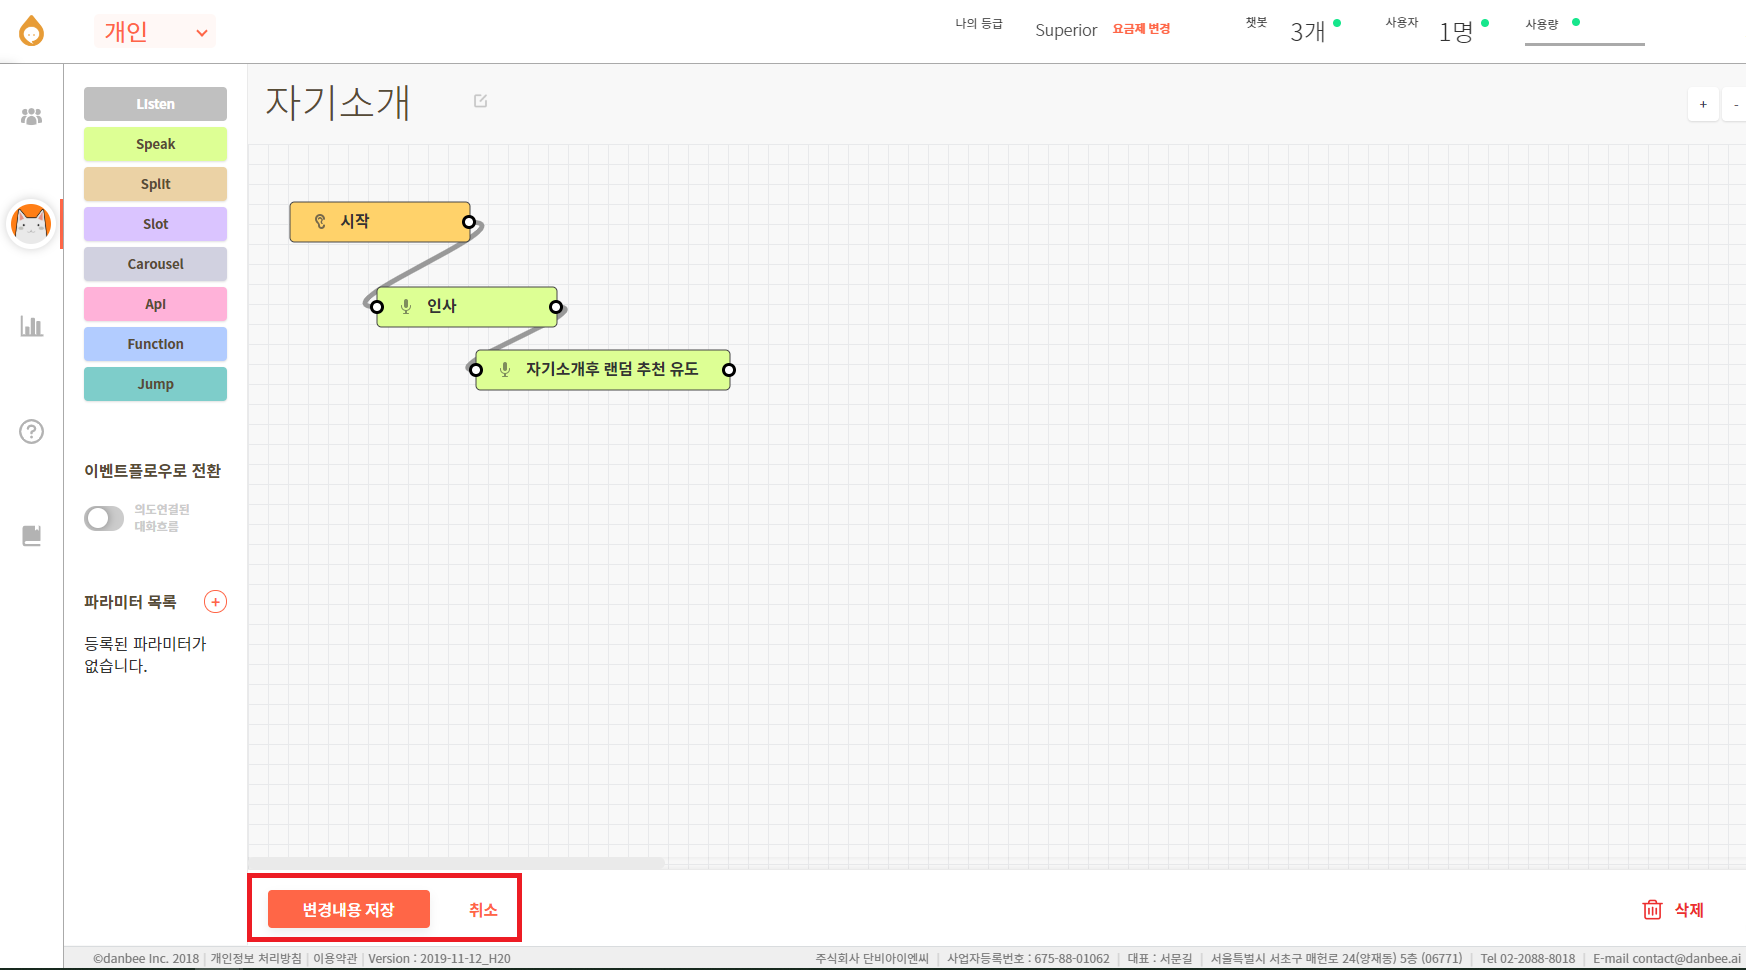 개인
나의 등급
Superior
요금제 변경
챗봇
3개
사용자
1명
사용량
Listen
Speak
Split
Slot
Carousel
Api
Function
Jump
이벤트플로우로 전환
의도연결된
대화흐름
파라미터 목록
+
등록된 파라미터가
없습니다.
자기소개
+
-
시작
인사
자기소개후 랜덤 추천 유도
변경내용 저장
취소
삭제
©danbee Inc. 2018 | 개인정보 처리방침 | 이용약관 | Version : 2019-11-12_H20
주식회사 단비아이엔씨 | 사업자등록번호 : 675-88-01062 | 대표 : 서문길 | 서울특별시 서초구 매헌로 24(양재동) 5층 (06771) | Tel 02-2088-8018 | E-mail contact@danbee.ai